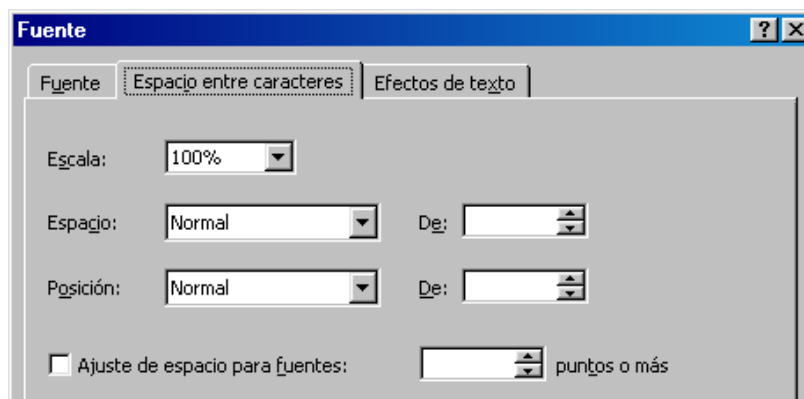 Fuente
Fuente Espacio entre caracteres Efectos de texto
Escala: 100%
Espacio: Normal De:
Posición: Normal De:
Ajuste de espacio para fuentes: puntos o más